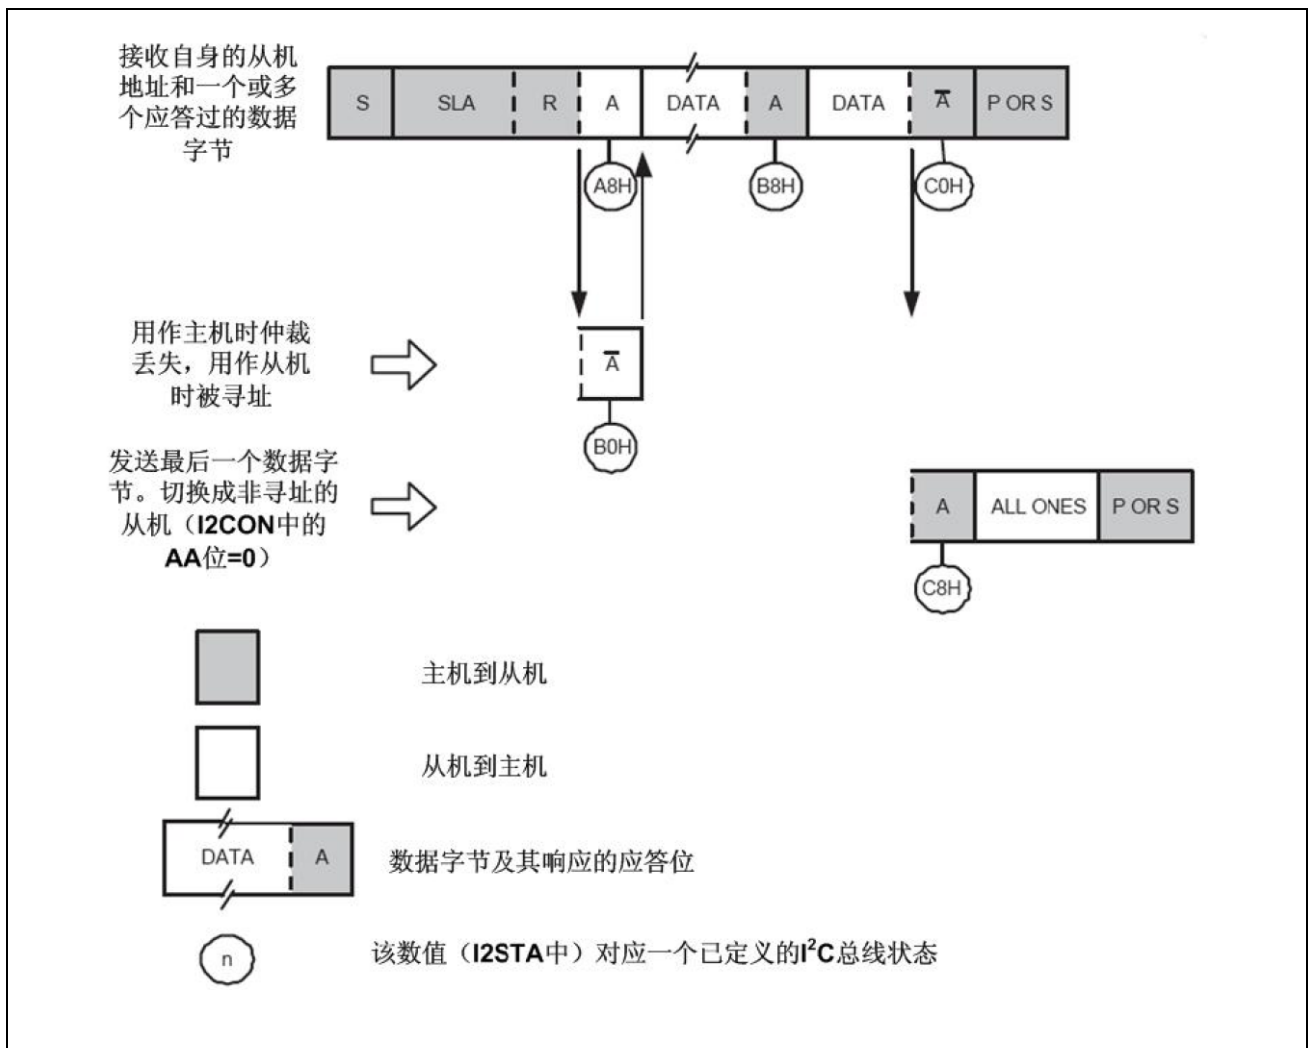 接收自身的从机
地址和一个或多
个应答过的数据
字节
S SLA R A DATA A DATA A̅ P OR S
A8H B8H C0H
用作主机时仲裁
丢失，用作从机
时被寻址
A̅
B0H
发送最后一个数据字
节。切换成非寻址的
从机（I2CON中的
AA位=0）
A ALL ONES P OR S
C8H
主机到从机
从机到主机
DATA A 数据字节及其响应的应答位
n 该数值（I2STA中）对应一个已定义的I²C总线状态